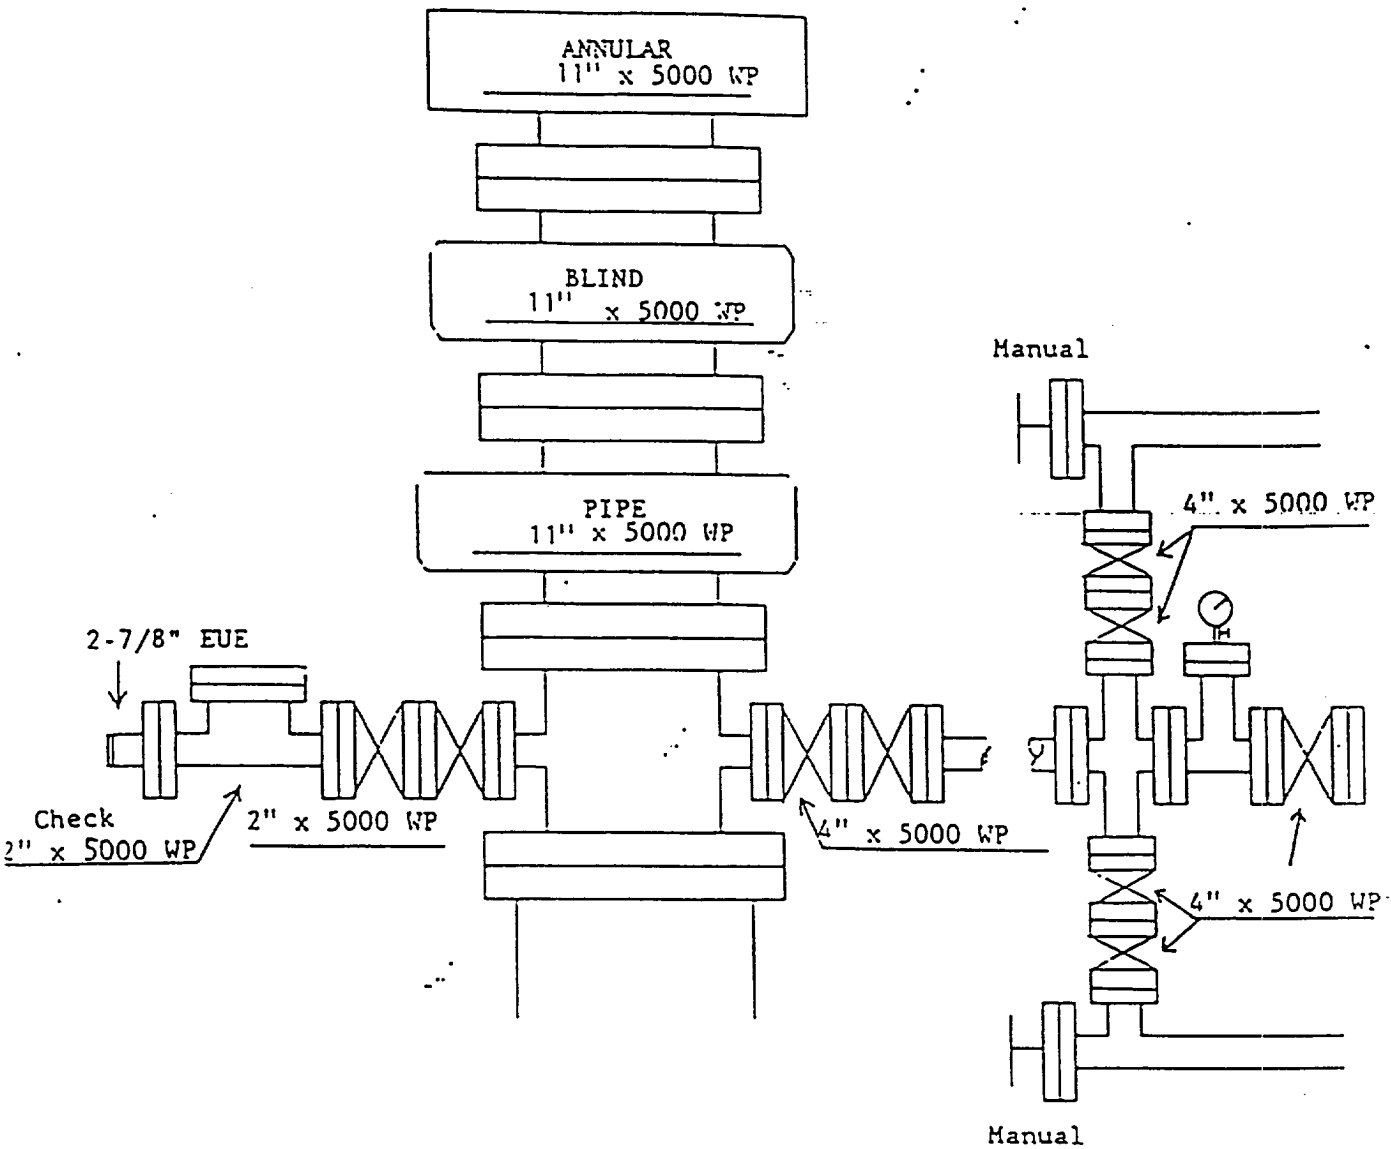 ANNULAR
11" x 5000 WP
BLIND
11" x 5000 WP
PIPE
11" x 5000 WP
Manual
4" x 5000 WP
2-7/8" EUE
Check
2" x 5000 WP
2" x 5000 WP
4" x 5000 WP
4" x 5000 WP
Manual